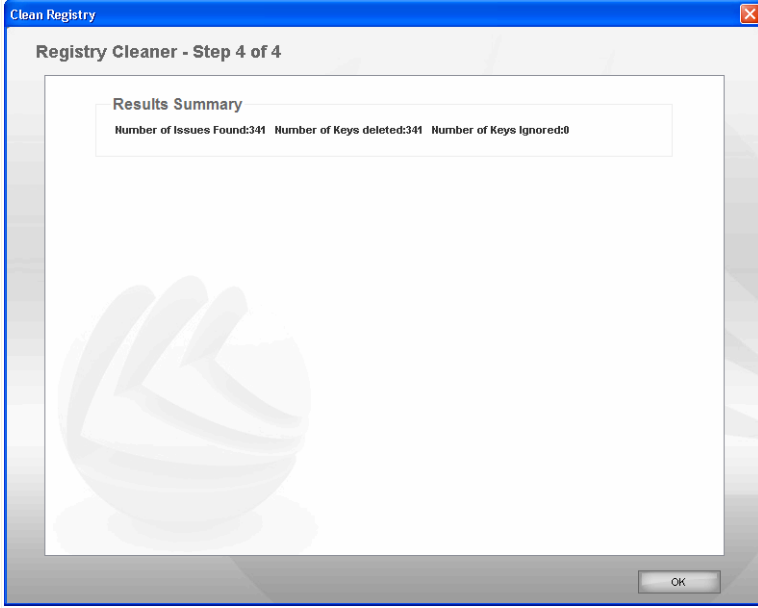 Clean Registry
Registry Cleaner - Step 4 of 4
Results Summary
Number of Issues Found:341 Number of Keys deleted:341 Number of Keys Ignored:0
OK